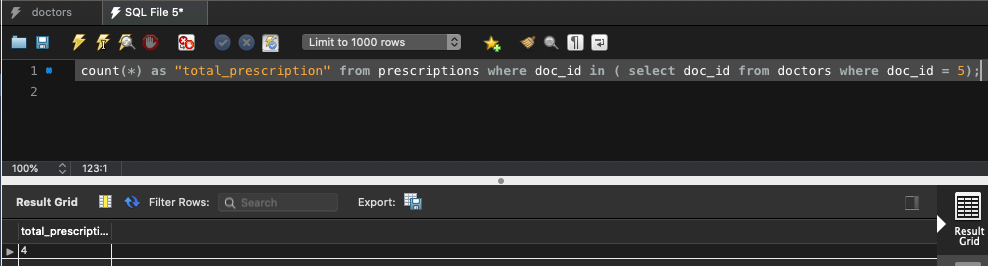 doctors
SQL File 5*
Limit to 1000 rows
1 count(*) as "total_prescription" from prescriptions where doc_id in ( select doc_id from doctors where doc_id = 5);
2
100% 123:1
Result Grid Filter Rows: Search Export:
total_prescripti...
4
Result
Grid